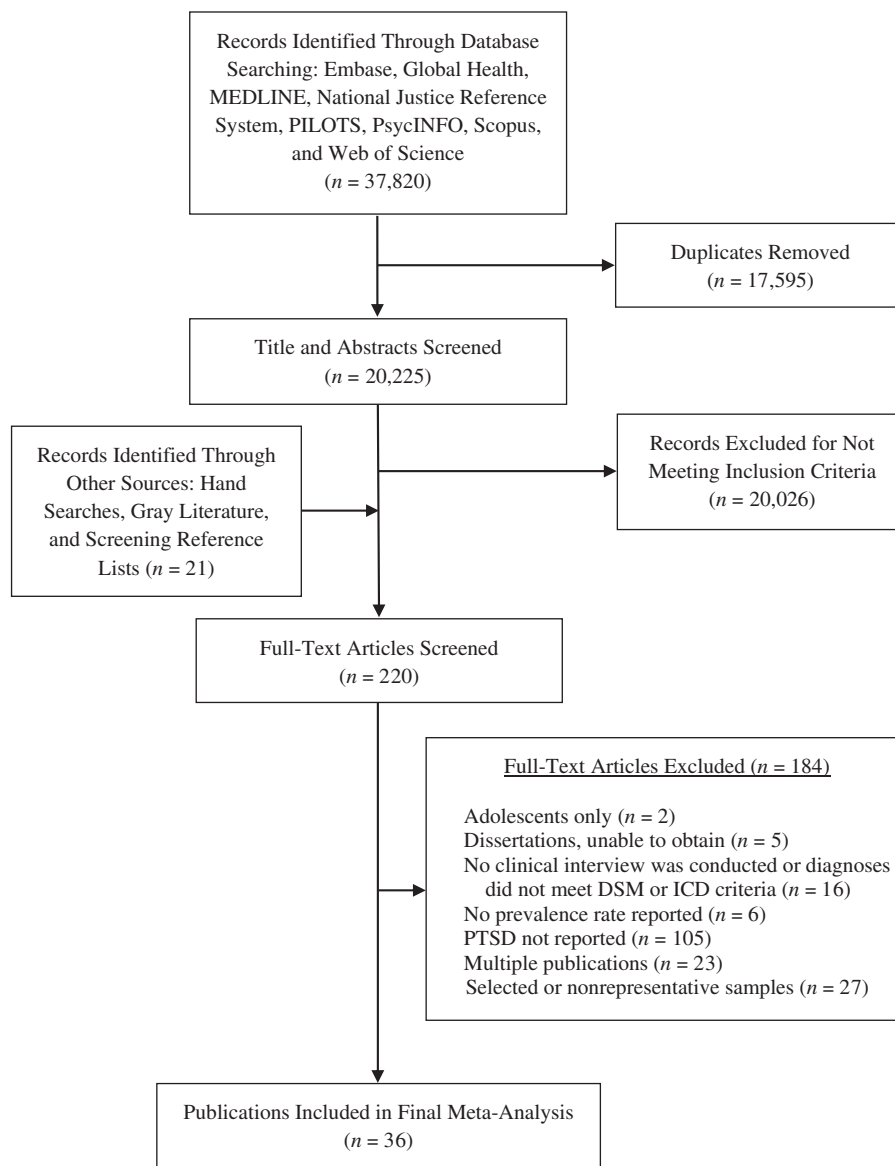 Records Identified Through Database
Searching: Embase, Global Health,
MEDLINE, National Justice Reference
System, PILOTS, PsycINFO, Scopus,
and Web of Science
(n = 37,820)
Duplicates Removed
(n = 17,595)
Title and Abstracts Screened
(n = 20,225)
Records Identified Through
Other Sources: Hand
Searches, Gray Literature,
and Screening Reference
Lists (n = 21)
Records Excluded for Not
Meeting Inclusion Criteria
(n = 20,026)
Full-Text Articles Screened
(n = 220)
Full-Text Articles Excluded (n = 184)
Adolescents only (n = 2)
Dissertations, unable to obtain (n = 5)
No clinical interview was conducted or diagnoses
did not meet DSM or ICD criteria (n = 16)
No prevalence rate reported (n = 6)
PTSD not reported (n = 105)
Multiple publications (n = 23)
Selected or nonrepresentative samples (n = 27)
Publications Included in Final Meta-Analysis
(n = 36)